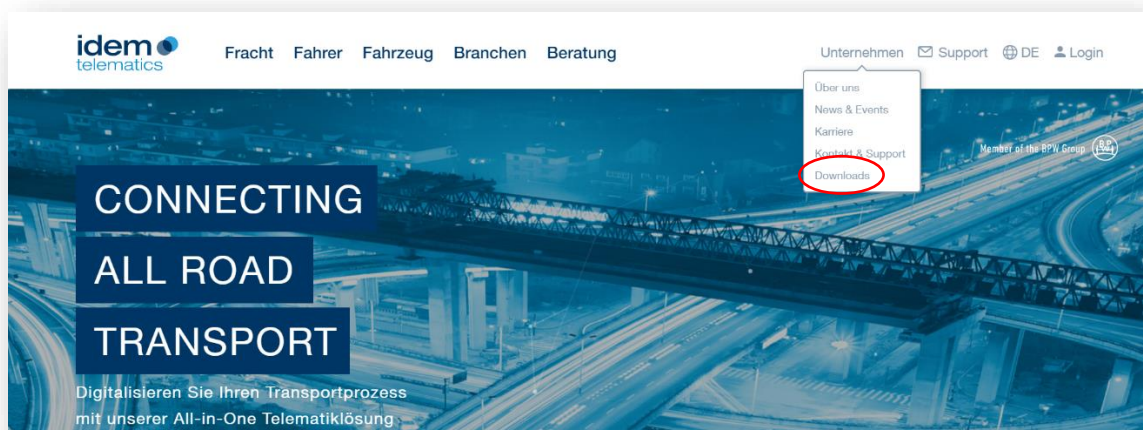 idem
telematics
Fracht Fahrer Fahrzeug Branchen Beratung
Unternehmen Support DE Login
Über uns
News & Events
Karriere
Kontakt & Support
Downloads
Member of the BPW Group
BPW
CONNECTING
ALL ROAD
TRANSPORT
Digitalisieren Sie Ihren Transportprozess
mit unserer All-in-One Telematiklösung